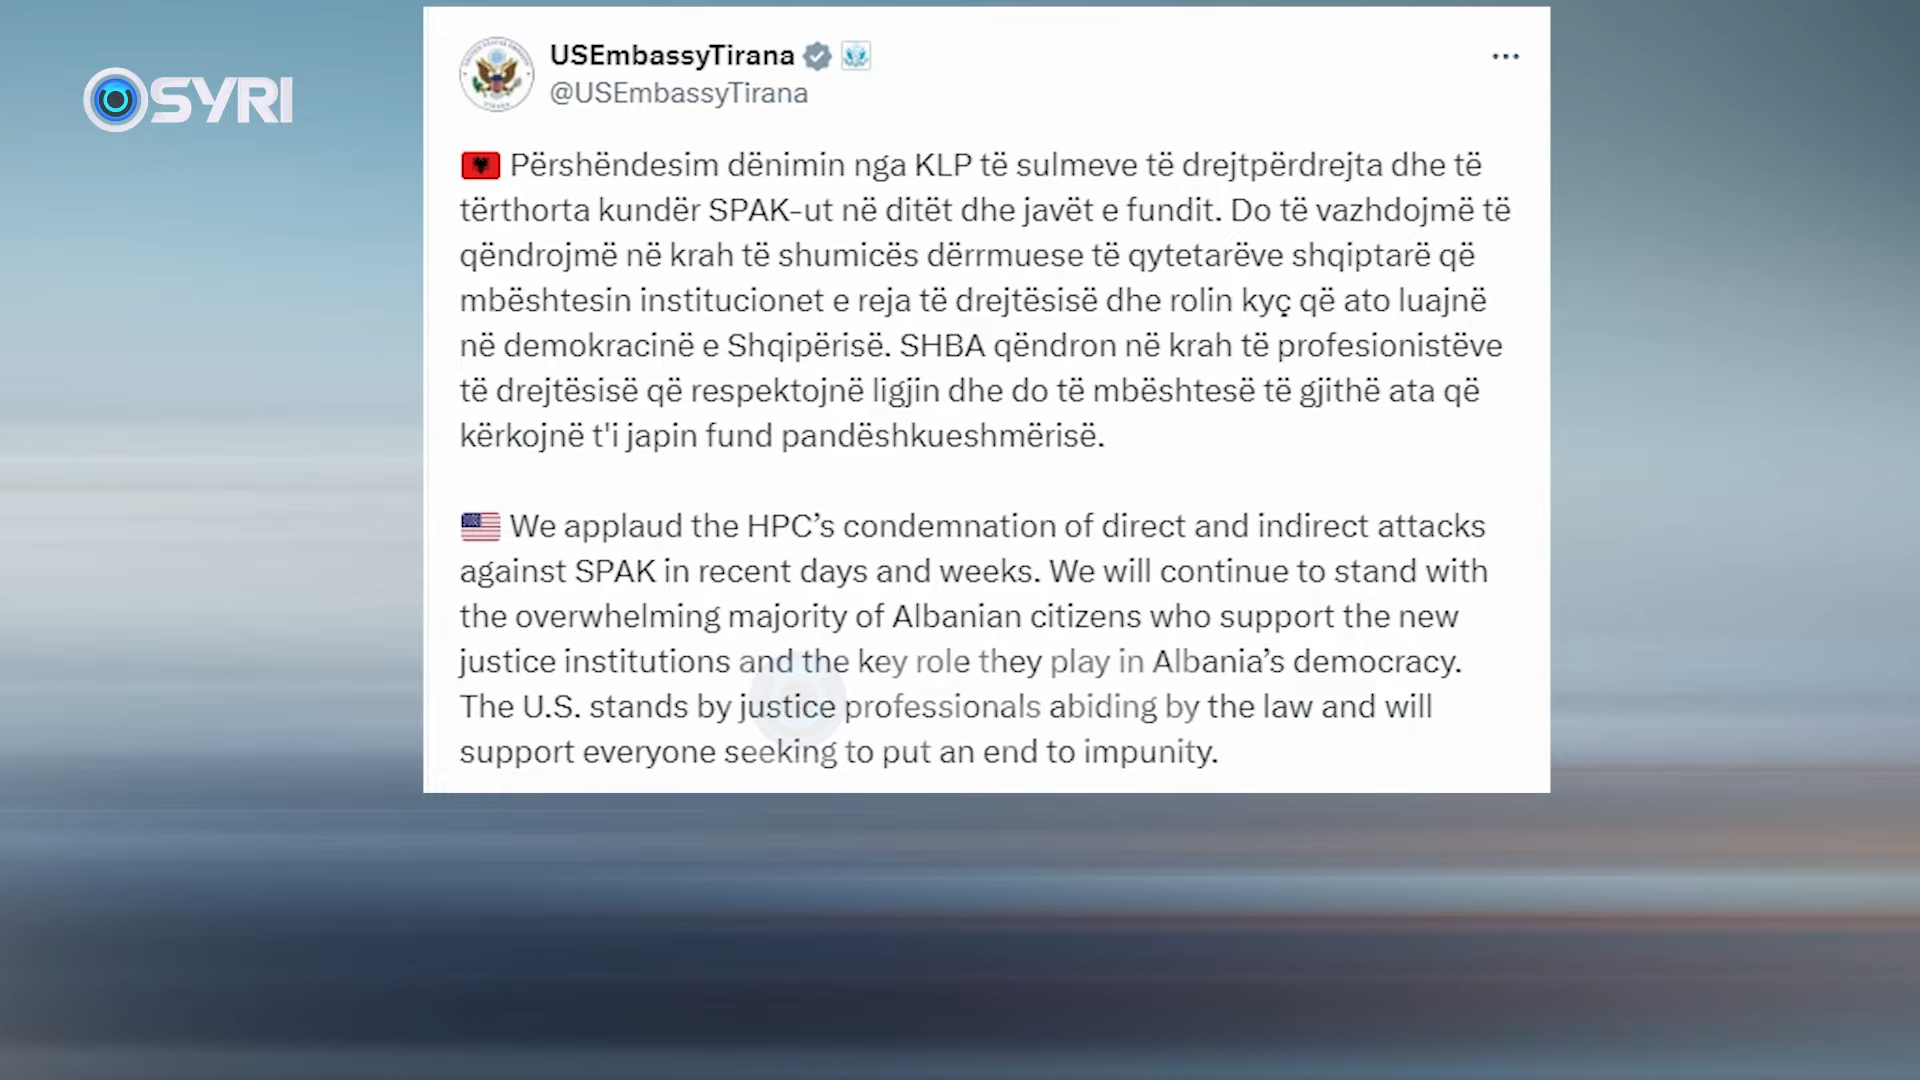 SYRI
USEmbassyTirana
@USEmbassyTirana
Përshëndesim dënimin nga KLP të sulmeve të drejtpërdrejta dhe të
tërthorta kundër SPAK-ut në ditët dhe javët e fundit. Do të vazhdojmë të
qëndrojmë në krah të shumicës dërrmuese të qytetarëve shqiptarë që
mbështesin institucionet e reja të drejtësisë dhe rolin kyç që ato luajnë
në demokracinë e Shqipërisë. SHBA qëndron në krah të profesionistëve
të drejtësisë që respektojnë ligjin dhe do të mbështesë të gjithë ata që
kërkojnë t'i japin fund pandëshkueshmërisë.
We applaud the HPC’s condemnation of direct and indirect attacks
against SPAK in recent days and weeks. We will continue to stand with
the overwhelming majority of Albanian citizens who support the new
justice institutions and the key role they play in Albania’s democracy.
The U.S. stands by justice professionals abiding by the law and will
support everyone seeking to put an end to impunity.